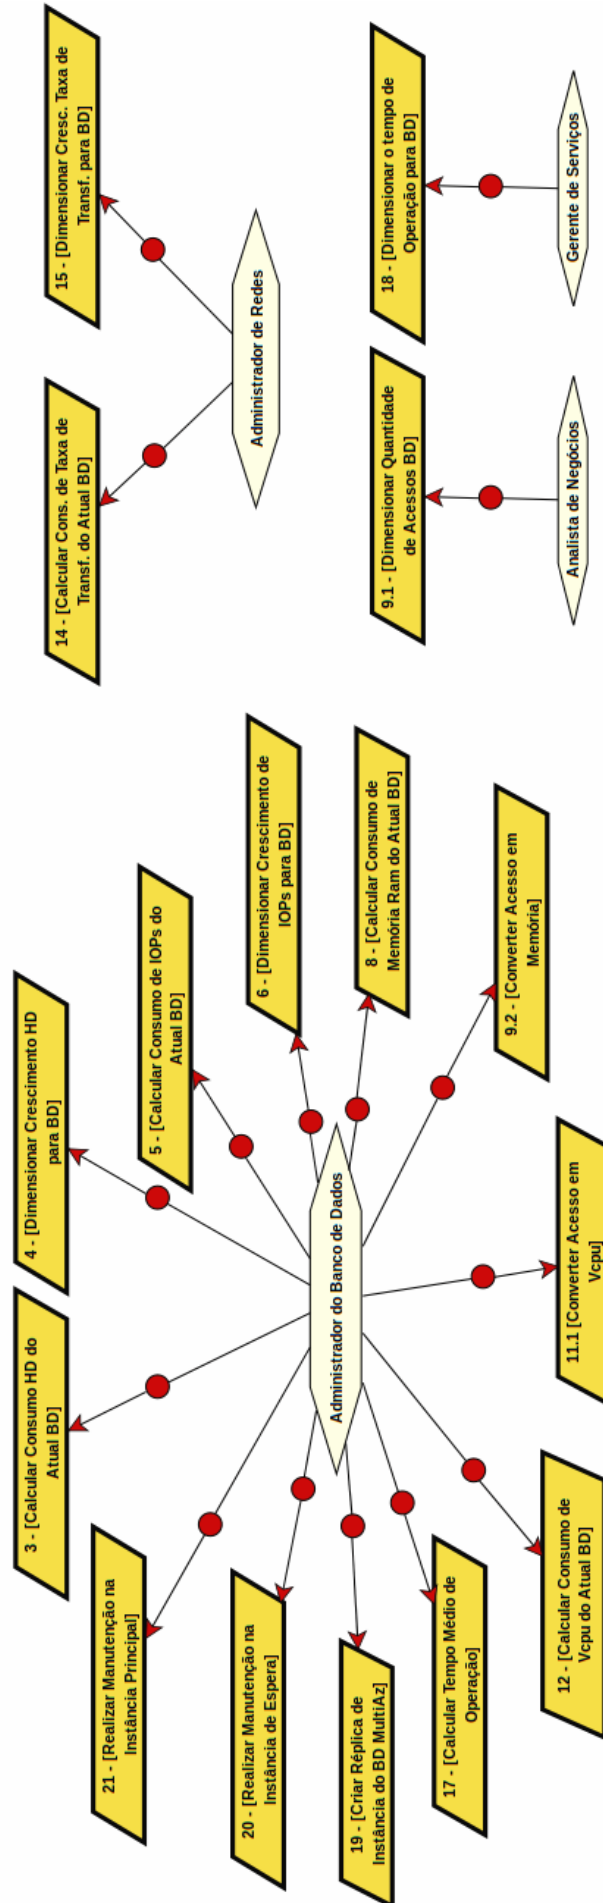 3 - [Calcular Consumo HD do
Atual BD]
4 - [Dimensionar Crescimento HD
para BD]
14 - [Calcular Cons. de Taxa de
Transf. do Atual BD]
15 - [Dimensionar Cresc. Taxa de
Transf. para BD]
21 - [Realizar Manutenção na
Instância Principal]
5 - [Calcular Consumo de IOPs do
Atual BD]
20 - [Realizar Manutenção na
Instância de Espera]
6 - [Dimensionar Crescimento de
IOPs para BD]
Administrador de Redes
Administrador do Banco de Dados
19 - [Criar Réplica de
Instância do BD MultiAz]
8 - [Calcular Consumo de
Memória Ram do Atual BD]
9.1 - [Dimensionar Quantidade
de Acessos BD]
18 - [Dimensionar o tempo de
Operação para BD]
17 - [Calcular Tempo Médio de
Operação]
9.2 - [Converter Acesso em
Memória]
12 - [Calcular Consumo de
Vcpu do Atual BD]
11.1 [Converter Acesso em
Vcpu]
Analista de Negócios
Gerente de Serviços